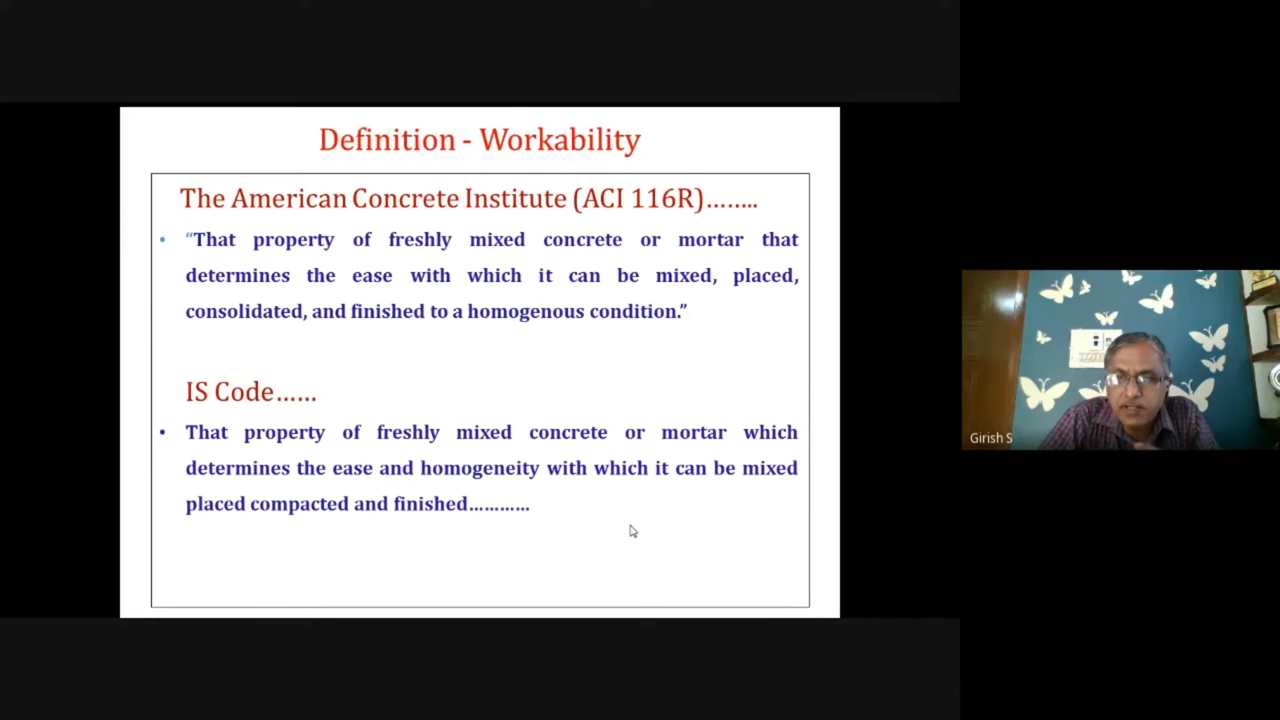 Definition - Workability
The American Concrete Institute (ACI 116R)……..
• “That property of freshly mixed concrete or mortar that
determines the ease with which it can be mixed, placed,
consolidated, and finished to a homogenous condition.”
IS Code……
• That property of freshly mixed concrete or mortar which
determines the ease and homogeneity with which it can be mixed
placed compacted and finished…………
Girish S